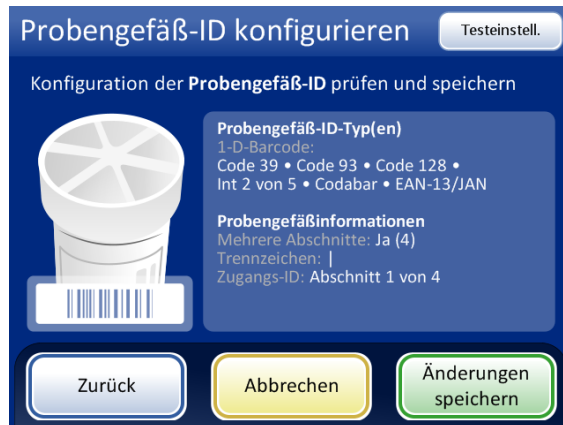 Probengefäß-ID konfigurieren
Testeinstell.
Konfiguration der Probengefäß-ID prüfen und speichern
Probengefäß-ID-Typ(en)
1-D-Barcode:
Code 39 • Code 93 • Code 128 •
Int 2 von 5 • Codabar • EAN-13/JAN
Probengefäßinformationen
Mehrere Abschnitte: Ja (4)
Trennzeichen: |
Zugangs-ID: Abschnitt 1 von 4
Zurück
Abbrechen
Änderungen
speichern